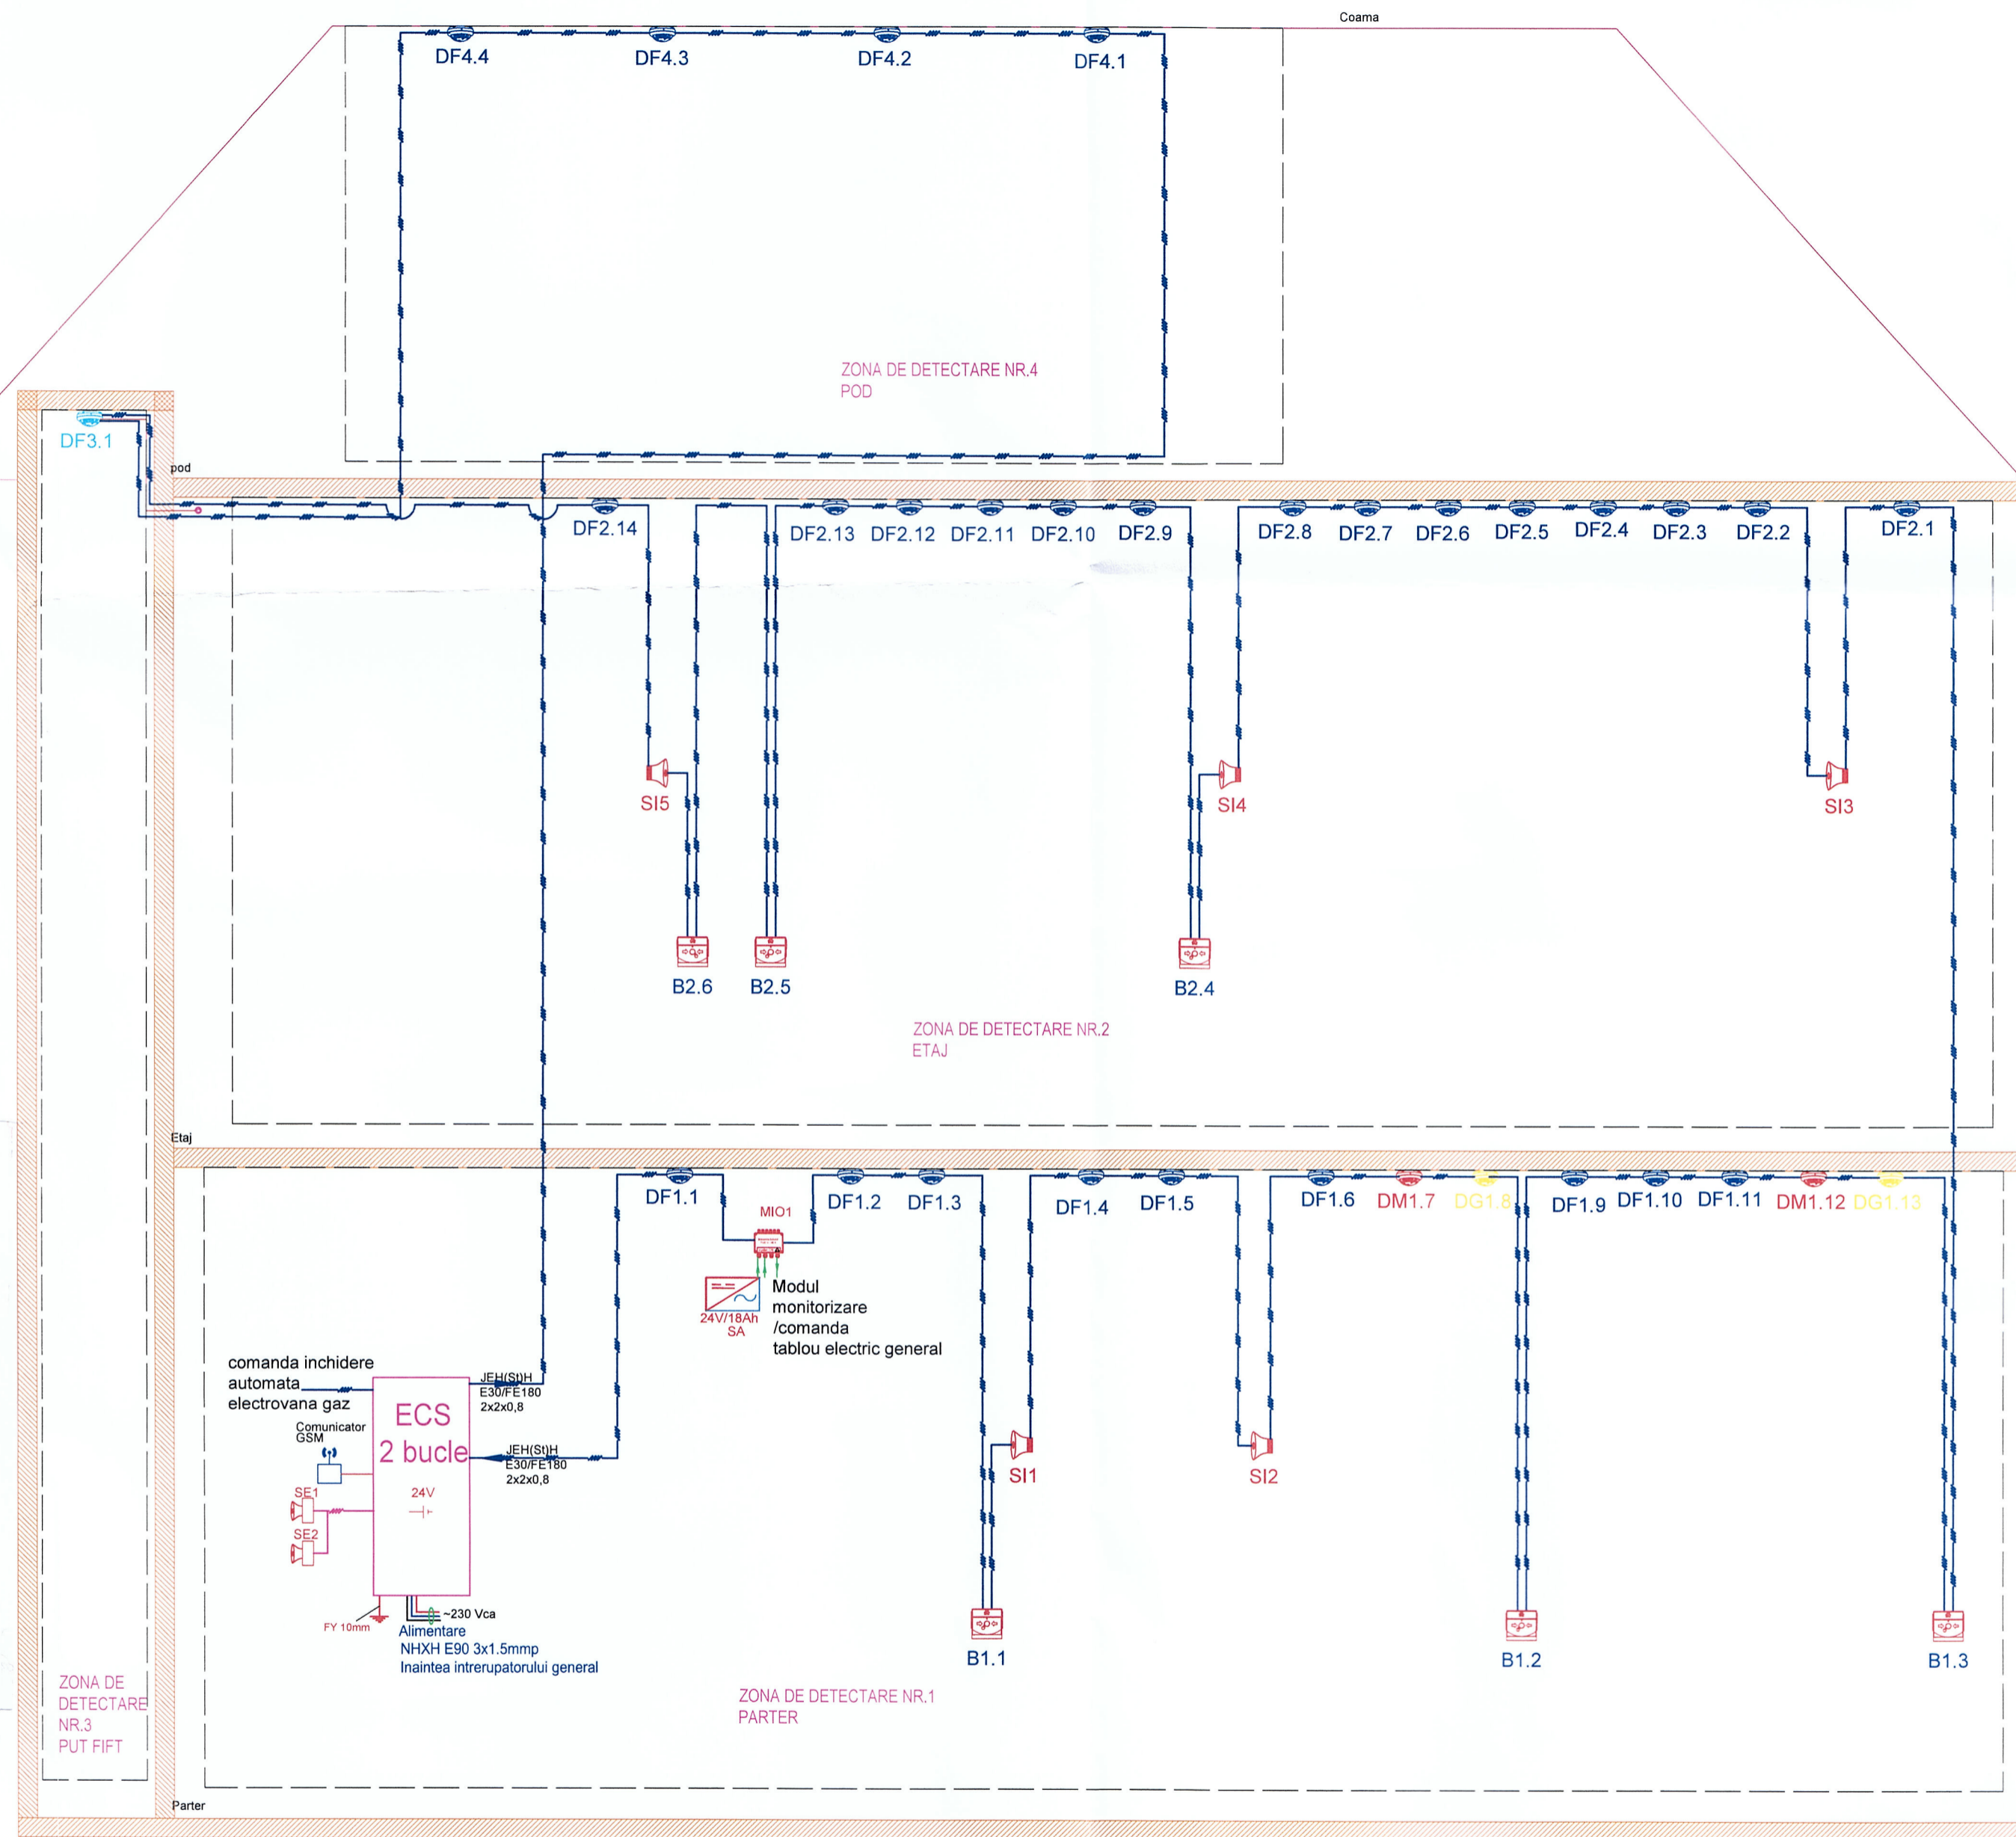 Coama
DF4.4
DF4.3
DF4.2
DF4.1
ZONA DE DETECTARE NR.4
POD
DF3.1
pod
DF2.14
DF2.13
DF2.12
DF2.11
DF2.10
DF2.9
DF2.8
DF2.7
DF2.6
DF2.5
DF2.4
DF2.3
DF2.2
DF2.1
SI5
SI4
SI3
B2.6
B2.5
B2.4
ZONA DE DETECTARE NR.2
ETAJ
Etaj
DF1.1
MIO1
DF1.2
DF1.3
DF1.4
DF1.5
DF1.6
DM1.7
DG1.8
DF1.9
DF1.10
DF1.11
DM1.12
DG1.13
24V/18Ah
SA
Modul
monitorizare
/comanda
tablou electric general
comanda inchidere
automata
electrovana gaz
Comunicator
GSM
SE1
SE2
ECS
2 bucle
24V
JEH(St)H
E30/FE180
2x2x0,8
JEH(St)H
E30/FE180
2x2x0,8
SI1
SI2
FY 10mm
~230 Vca
Alimentare
NHXH E90 3x1.5mmp
Inaintea intrerupatorului general
B1.1
B1.2
B1.3
ZONA DE
DETECTARE
NR.3
PUT FIFT
ZONA DE DETECTARE NR.1
PARTER
Parter